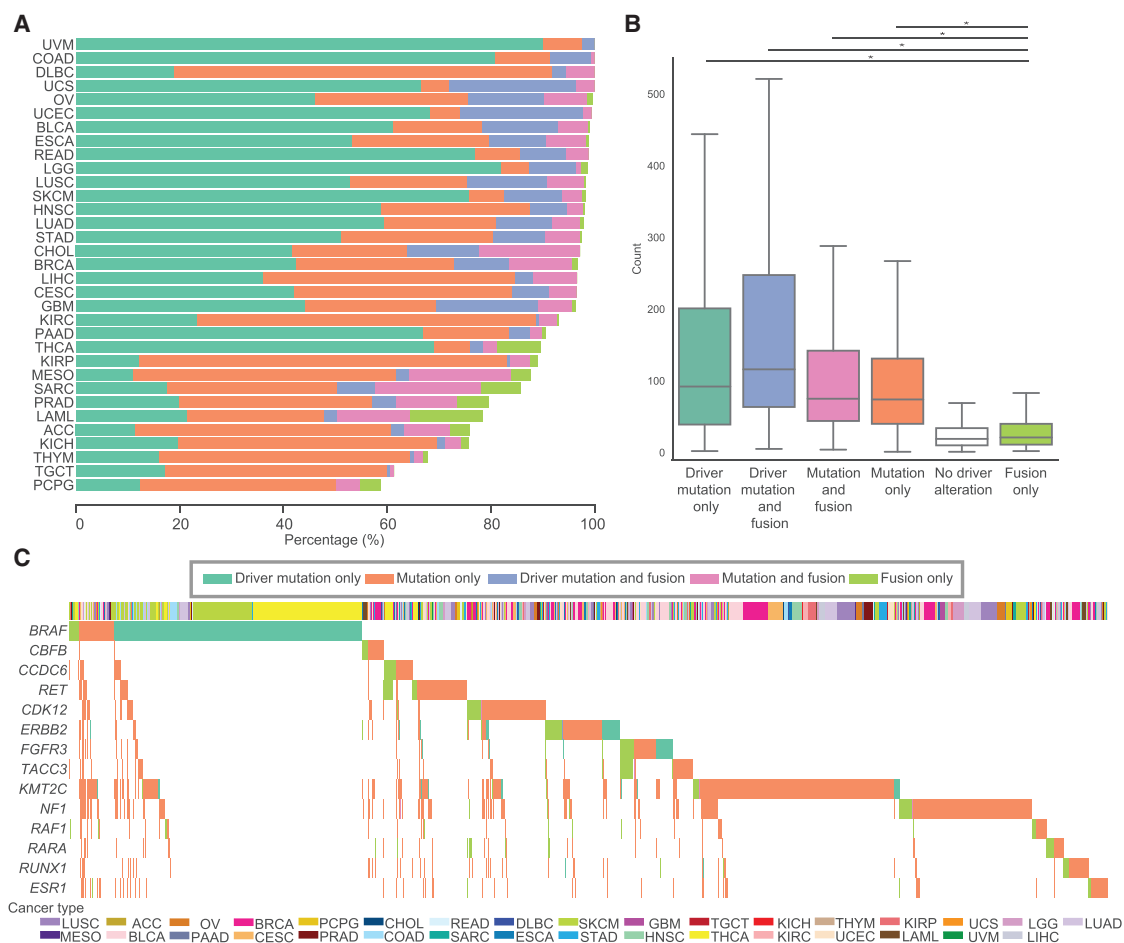 A
UVM
COAD
DLBC
UCS
OV
UCEC
BLCA
ESCA
READ
LGG
LUSC
SKCM
HNSC
LUAD
STAD
CHOL
BRCA
LIHC
CESC
GBM
KIRC
PAAD
THCA
KIRP
MESO
SARC
PRAD
LAML
ACC
KICH
THYM
TGCT
PCPG
0 20 40 60 80 100
Percentage (%)
B
*
*
*
*
500
400
300
200
100
0
Count
Driver mutation only
Driver mutation and fusion
Mutation and fusion
Mutation only
No driver alteration
Fusion only
C
Driver mutation only Mutation only Driver mutation and fusion Mutation and fusion Fusion only
BRAF
CBFB
CCDC6
RET
CDK12
ERBB2
FGFR3
TACC3
KMT2C
NF1
RAF1
RARA
RUNX1
ESR1
Cancer type
LUSC ACC OV BRCA PCPG CHOL READ DLBC SKCM GBM TGCT KICH THYM KIRP UCS LGG LUAD
MESO BLCA PAAD CESC PRAD COAD SARC ESCA STAD HNSC THCA KIRC UCEC LAML UVM LIHC